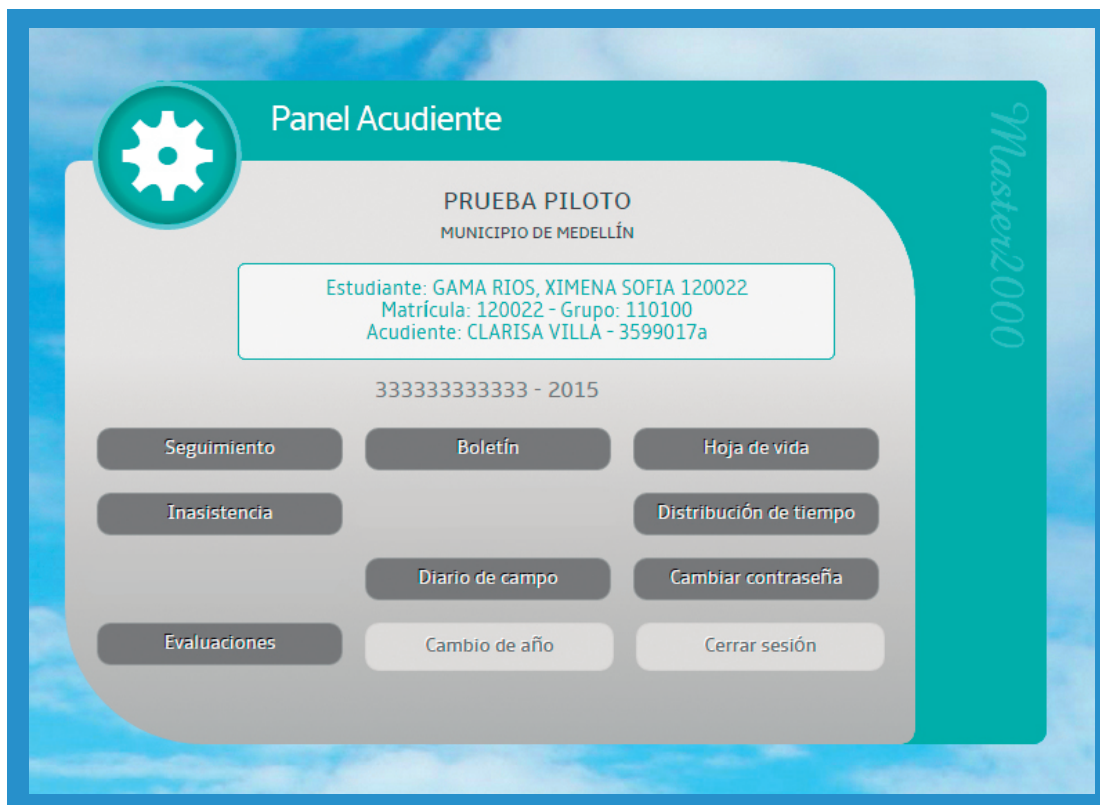 Panel Acudiente
Master2000
PRUEBA PILOTO
MUNICIPIO DE MEDELLÍN
Estudiante: GAMA RIOS, XIMENA SOFIA 120022
Matrícula: 120022 - Grupo: 110100
Acudiente: CLARISA VILLA - 3599017a
333333333333 - 2015
Seguimiento Boletín Hoja de vida
Inasistencia Distribución de tiempo
Diario de campo Cambiar contraseña
Evaluaciones Cambio de año Cerrar sesión